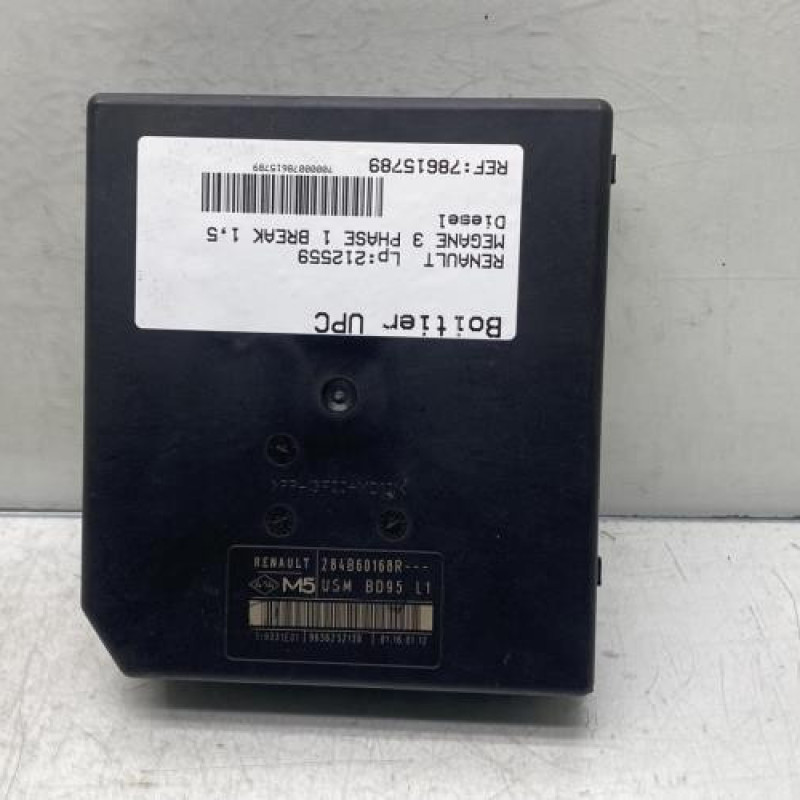 Boitier UPC
RENAULT Lp:212559
MEGANE 3 PHASE 1 BREAK 1,5
Diesel
7000078615789
REF:78615789
RENAULT 284B60168R---
M5 USM BD95 L1